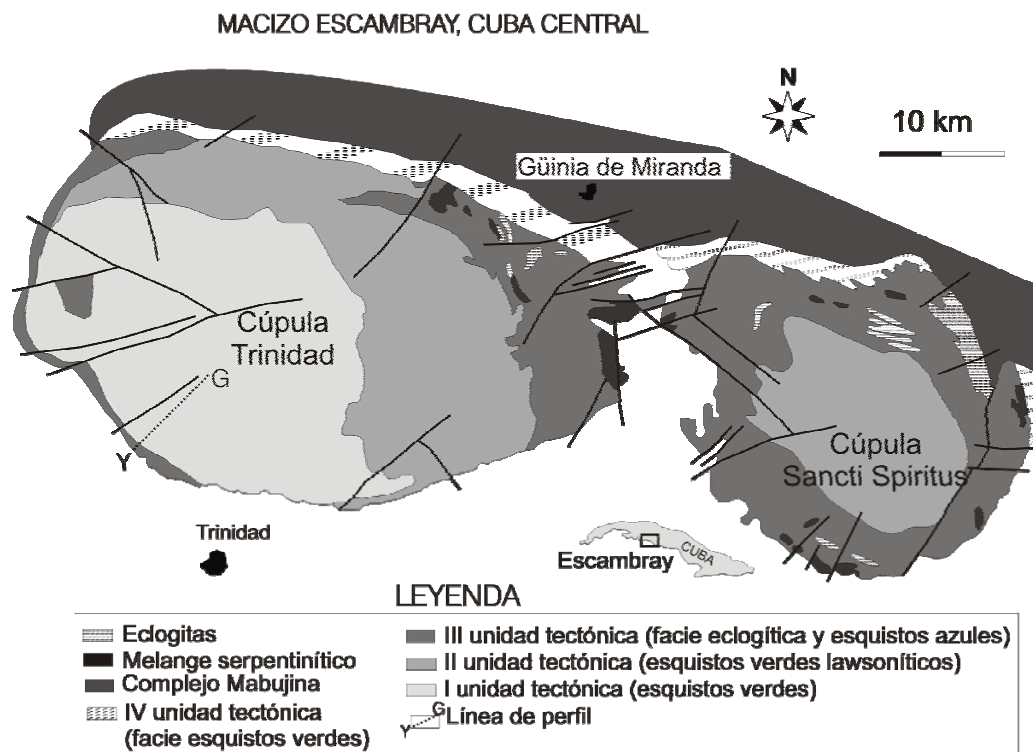 MACIZO ESCAMBRAY, CUBA CENTRAL
N
10 km
Güinia de Miranda
Cúpula
Trinidad
G
Y
Cúpula
Sancti Spiritus
Trinidad
CUBA
Escambray
LEYENDA
Eclogitas
Melange serpentinítico
Complejo Mabujina
IV unidad tectónica
(facie esquistos verdes)
III unidad tectónica (facie eclogítica y esquistos azules)
II unidad tectónica (esquistos verdes lawsoníticos)
I unidad tectónica (esquistos verdes)
Y G Línea de perfil